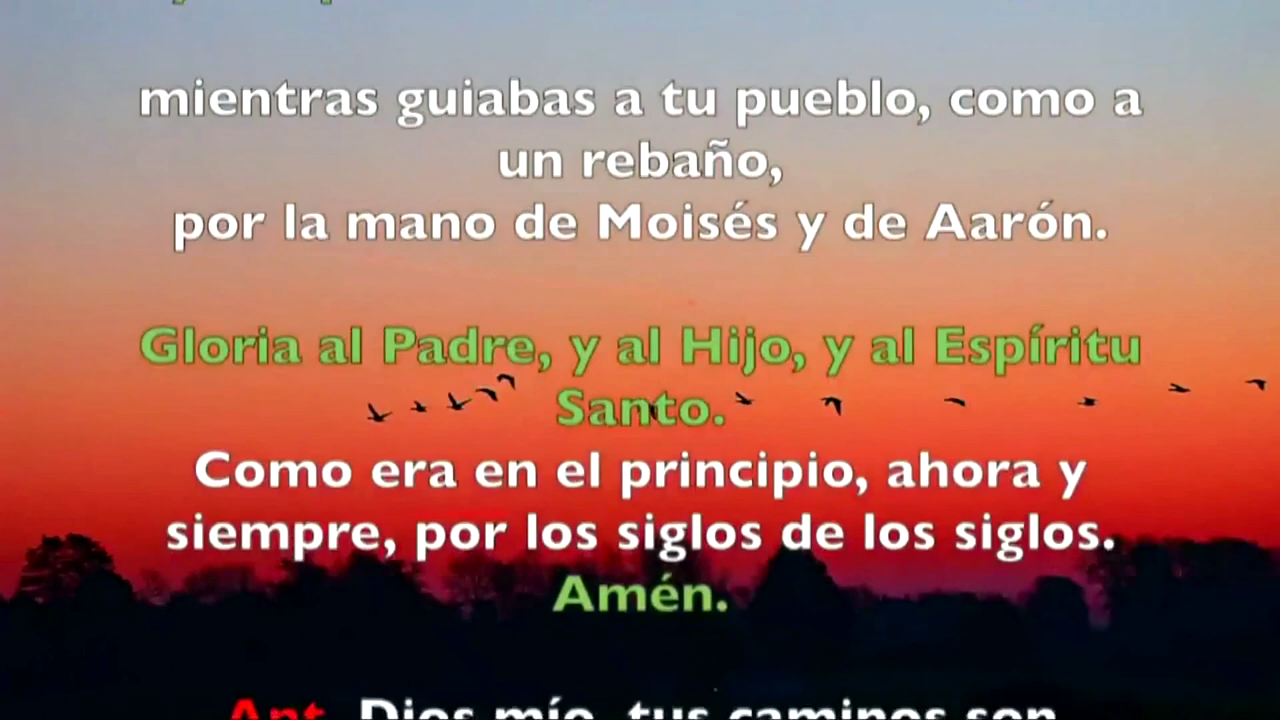 mientras guiabas a tu pueblo, como a
un rebaño,
por la mano de Moisés y de Aarón.
Gloria al Padre, y al Hijo, y al Espíritu
Santo.
Como era en el principio, ahora y
siempre, por los siglos de los siglos.
Amén.
Ant. Dios mío, tus caminos son